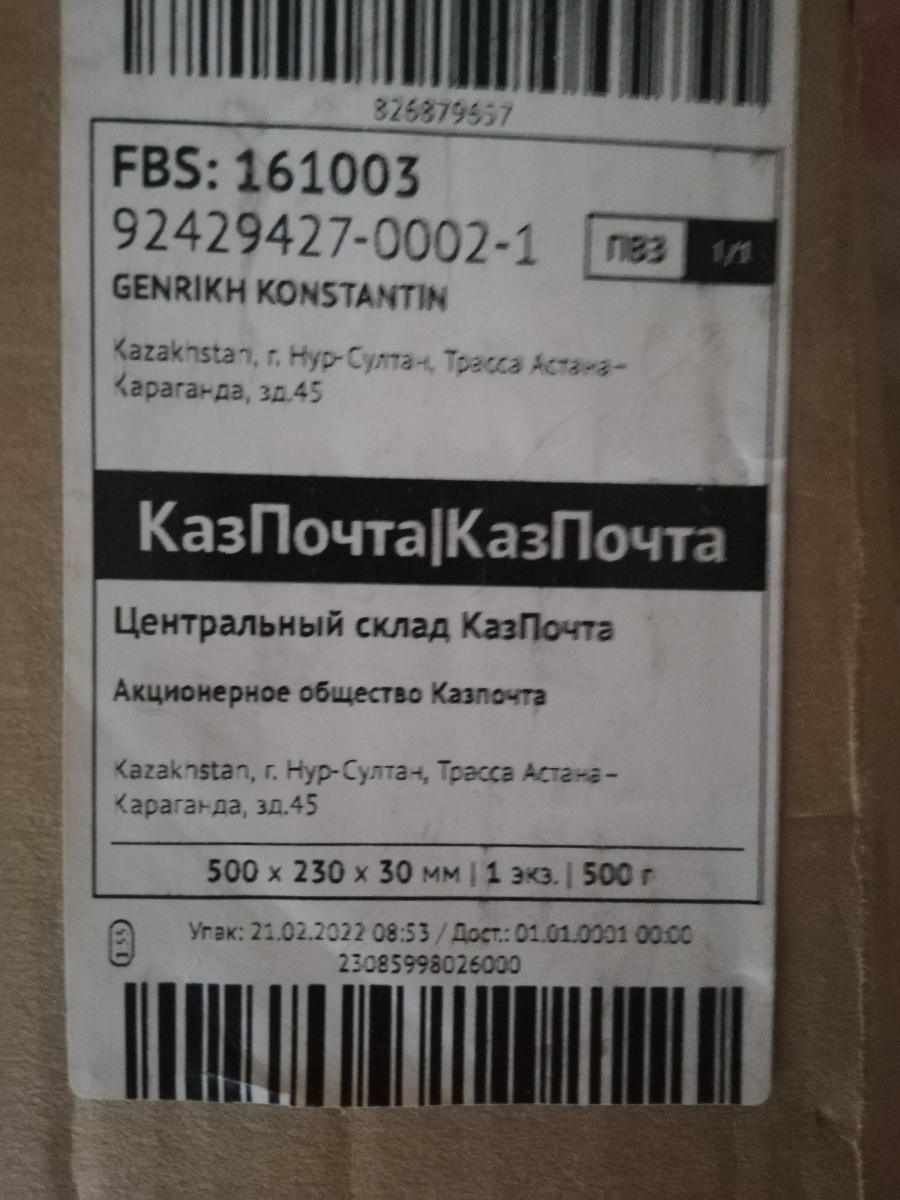 826879657
FBS: 161003
92429427-0002-1
ПВЗ 1/1
GENRIKH KONSTANTIN
Kazakhstan, г. Нур-Султан, Трасса Астана-
Караганда, зд.45
КазПочта|КазПочта
Центральный склад КазПочта
Акционерное общество Казпочта
Kazakhstan, г. Нур-Султан, Трасса Астана-
Караганда, зд.45
500 x 230 x 30 мм | 1 экз. | 500 г
Упак: 21.02.2022 08:53 / Дост.: 01.01.0001 00:00
23085998026000